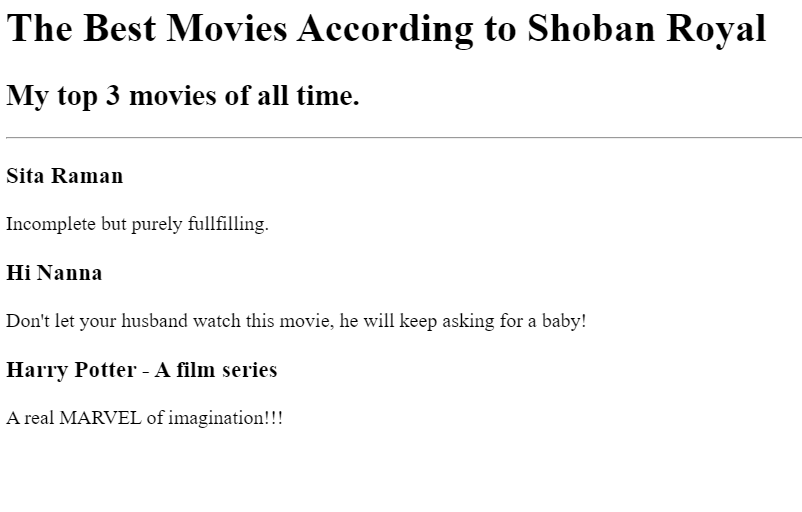 The Best Movies According to Shoban Royal
My top 3 movies of all time.
Sita Raman
Incomplete but purely fullfilling.
Hi Nanna
Don't let your husband watch this movie, he will keep asking for a baby!
Harry Potter - A film series
A real MARVEL of imagination!!!